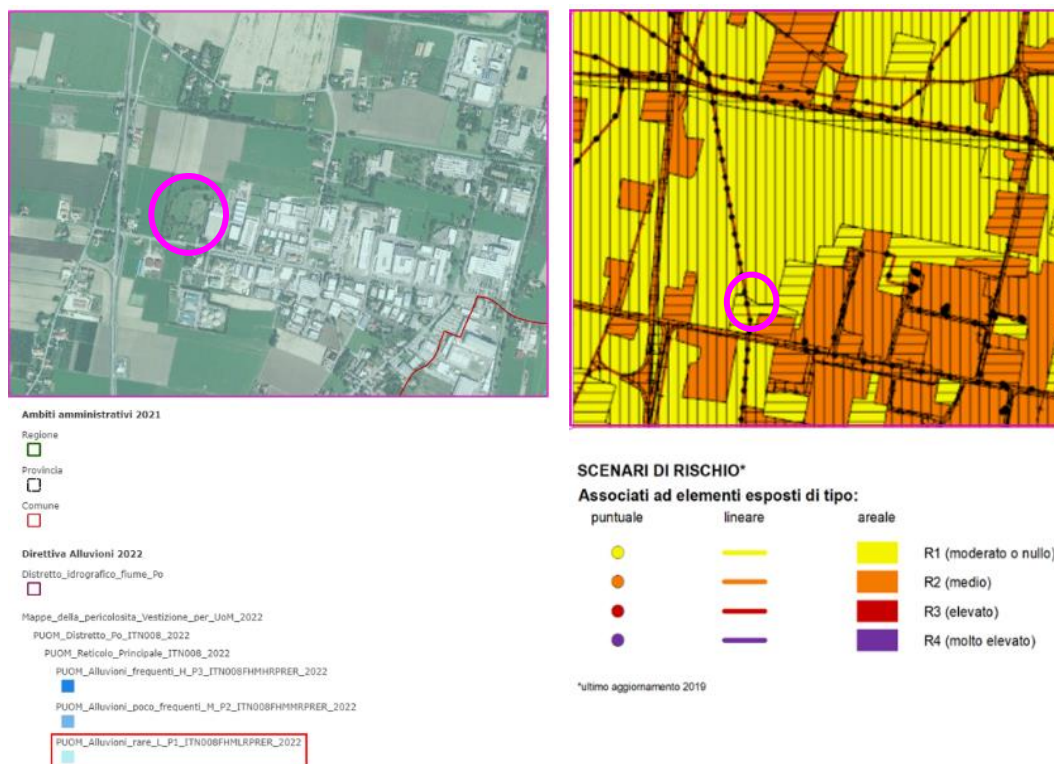 Ambiti amministrativi 2021
Regione
Provincia
Comune
Direttiva Alluvioni 2022
Distretto_idrografico_fiume_Po
Mappe_della_pericolosita_Vestizione_per_UoM_2022
PUOM_Distretto_Po_ITN008_2022
PUOM_Reticolo_Principale_ITN008_2022
PUOM_Alluvioni_frequenti_H_P3_ITN008FHMHRPRER_2022
PUOM_Alluvioni_poco_frequenti_M_P2_ITN008FHMMRPRER_2022
PUOM_Alluvioni_rare_L_P1_ITN008FHMLRPRER_2022
SCENARI DI RISCHIO*
Associati ad elementi esposti di tipo:
puntuale lineare areale
R1 (moderato o nullo)
R2 (medio)
R3 (elevato)
R4 (molto elevato)
*ultimo aggiornamento 2019